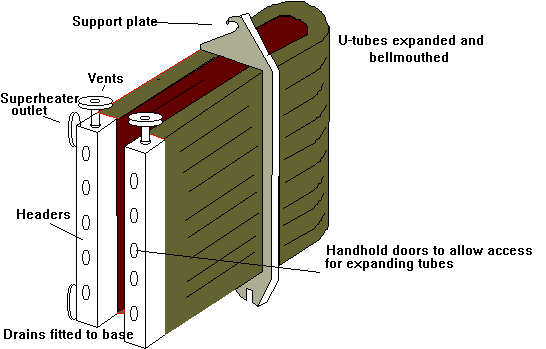 Support plate
U-tubes expanded and
bellmouthed
Vents
Superheater
outlet
Headers
Handhold doors to allow access
for expanding tubes
Drains fitted to base